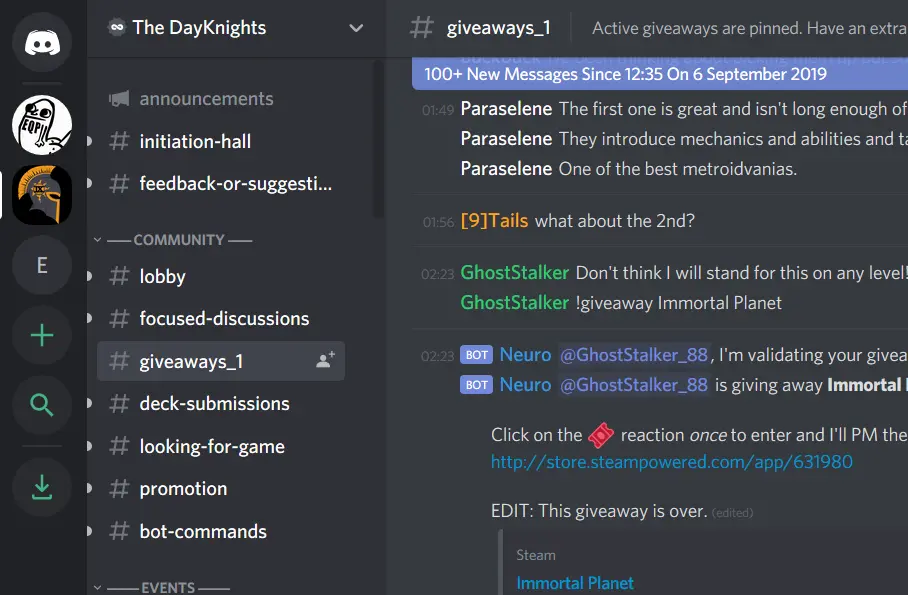 The DayKnights
announcements
initiation-hall
feedback-or-suggesti...
COMMUNITY
lobby
focused-discussions
giveaways_1
deck-submissions
looking-for-game
promotion
bot-commands
EVENTS
EQPII
E
# giveaways_1 Active giveaways are pinned. Have an extra
100+ New Messages Since 12:35 On 6 September 2019
01:49 Paraselene The first one is great and isn't long enough of
Paraselene They introduce mechanics and abilities and ta
Paraselene One of the best metroidvanias.
01:56 [9]Tails what about the 2nd?
02:23 GhostStalker Don't think I will stand for this on any level!
GhostStalker !giveaway Immortal Planet
02:23 BOT Neuro @GhostStalker_88, I'm validating your givea
BOT Neuro @GhostStalker_88 is giving away Immortal
Click on the reaction once to enter and I'll PM the
http://store.steampowered.com/app/631980
EDIT: This giveaway is over. (edited)
Steam
Immortal Planet